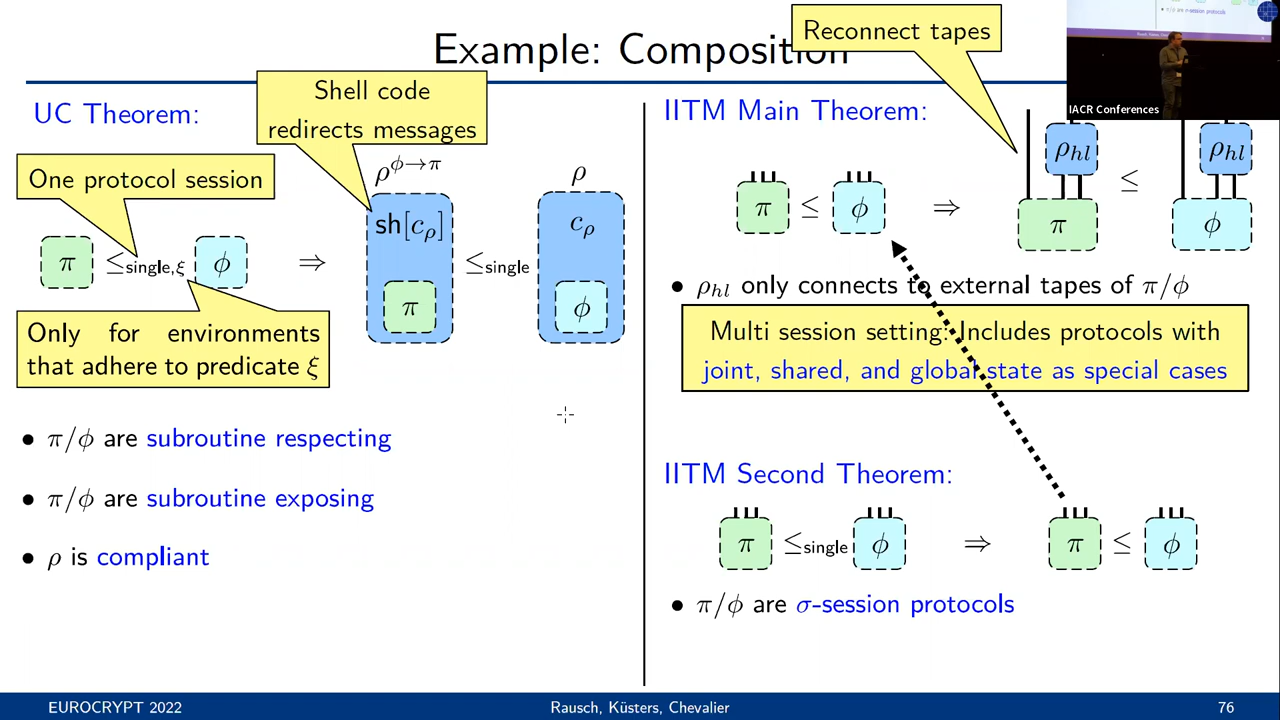 Example: Composition
Reconnect tapes
IACR Conferences
UC Theorem:
Shell code
redirects messages
One protocol session
ρ^{ϕ→π}
ρ
sh[c_ρ]
c_ρ
π ≤_{single,ξ} ϕ ⇒ π ≤_{single} ϕ
Only for environments
that adhere to predicate ξ
• π/ϕ are subroutine respecting
• π/ϕ are subroutine exposing
• ρ is compliant
IITM Main Theorem:
ρ_{hl} ≤ ρ_{hl}
π ≤ ϕ ⇒ π ϕ
• ρ_{hl} only connects to external tapes of π/ϕ
Multi session setting: Includes protocols with
joint, shared, and global state as special cases
IITM Second Theorem:
π ≤_{single} ϕ ⇒ π ≤ ϕ
• π/ϕ are σ-session protocols
EUROCRYPT 2022
Rausch, Küsters, Chevalier
76